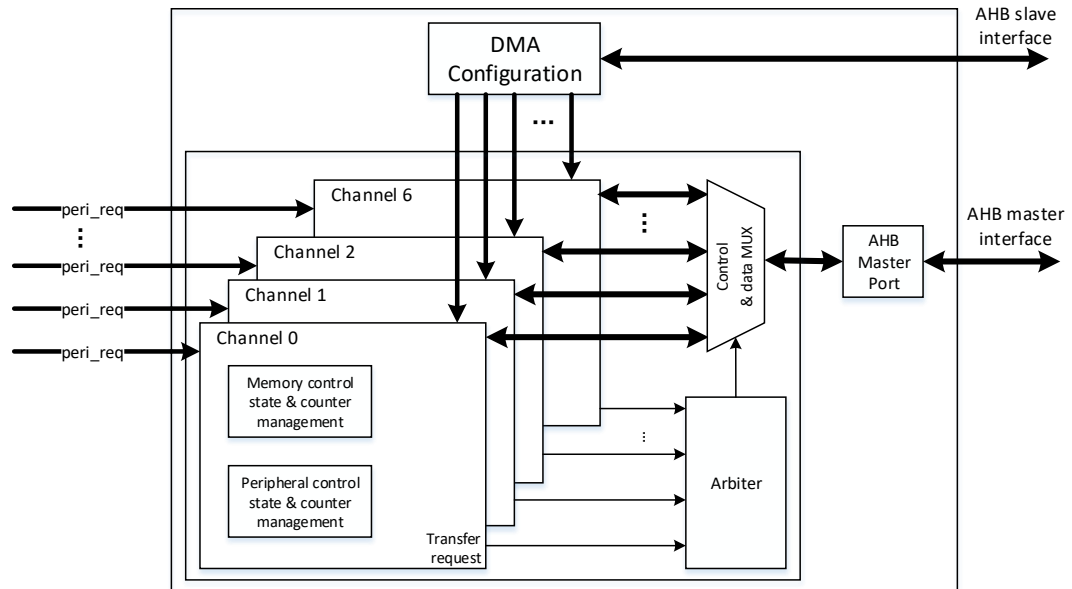 AHB slave
interface
DMA
Configuration
...
Channel 6
peri_req
...
Channel 2
peri_req
Channel 1
peri_req
Channel 0
peri_req
...
Control
& data MUX
AHB
Master
Port
AHB master
interface
Memory control
state & counter
management
Peripheral control
state & counter
management
Transfer
request
...
Arbiter